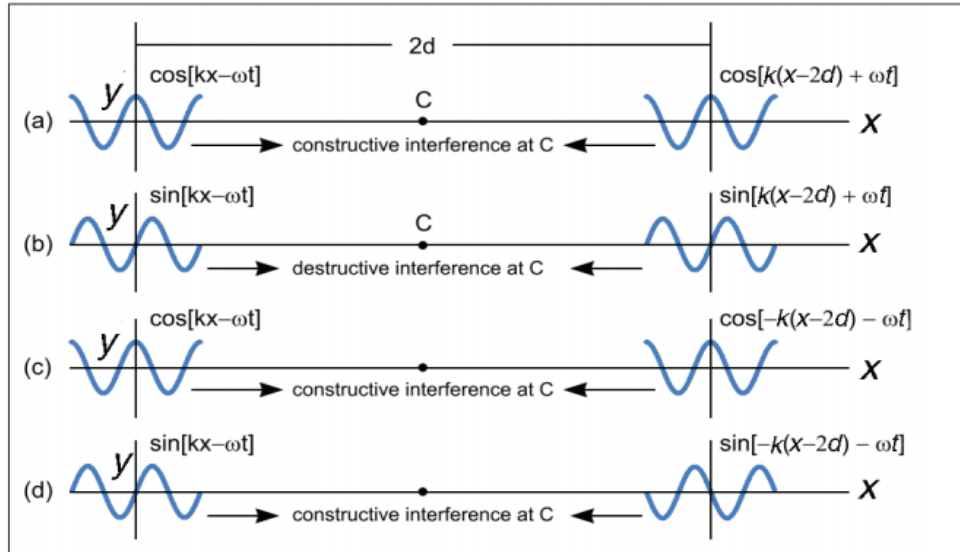 2d
cos[kx−ωt]
cos[k(x−2d) + ωt]
y
C
(a)
x
constructive interference at C
sin[kx−ωt]
sin[k(x−2d) + ωt]
y
C
(b)
x
destructive interference at C
cos[kx−ωt]
cos[−k(x−2d) − ωt]
y
(c)
x
constructive interference at C
sin[kx−ωt]
sin[−k(x−2d) − ωt]
y
(d)
x
constructive interference at C